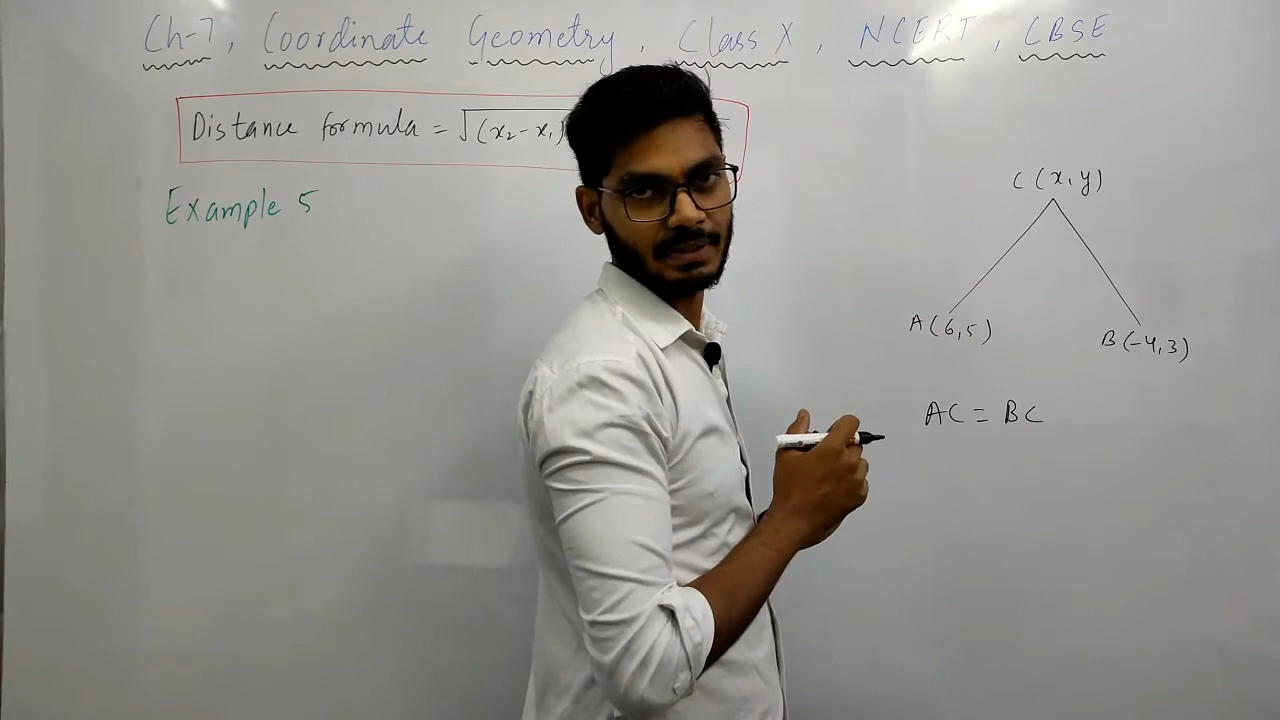 Ch-7, Coordinate Geometry, Class X, NCERT, CBSE
Distance formula = √(x₂ - x₁)
Example 5
C (x, y)
A (6, 5)
B (-4, 3)
AC = BC